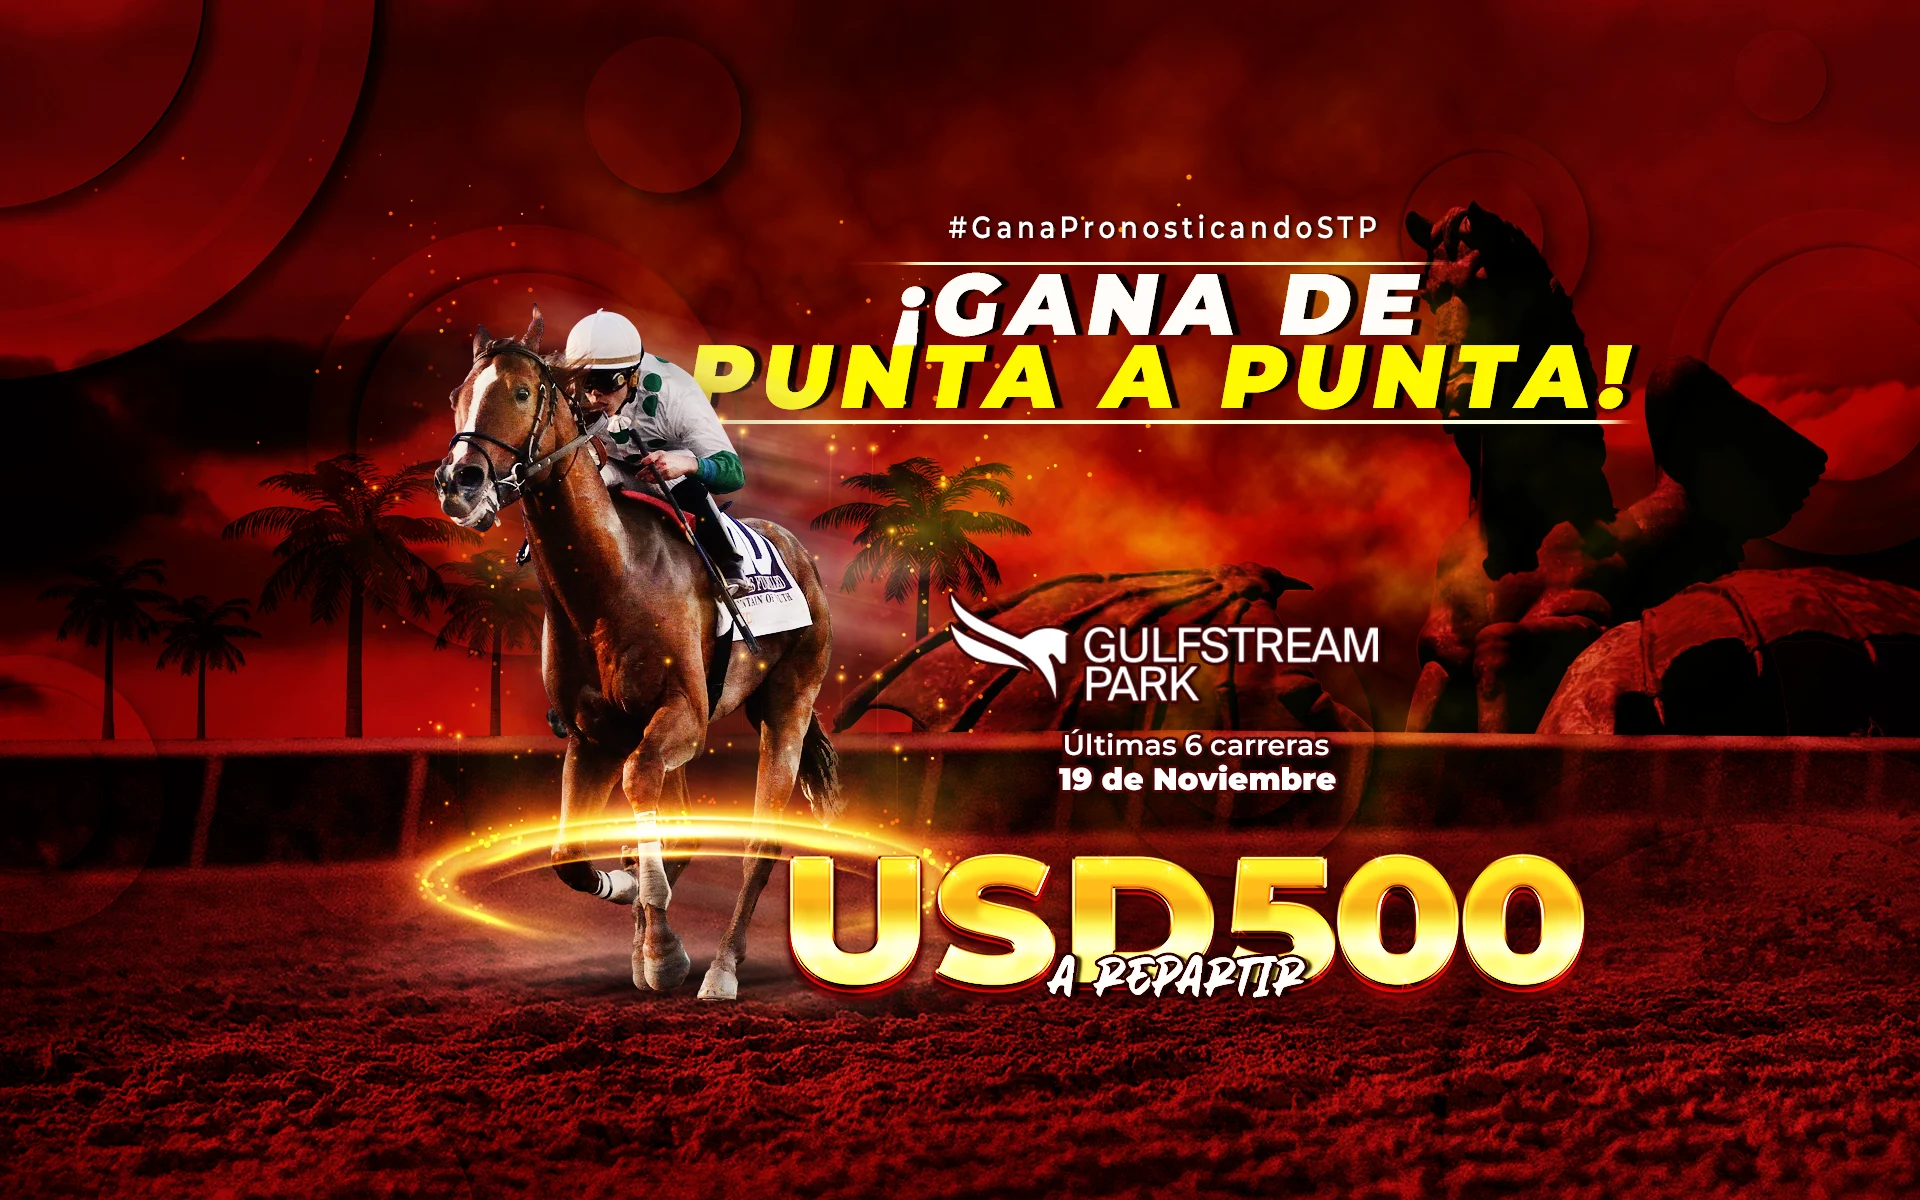 #GanaPronosticandoSTP
¡GANA DE
PUNTA A PUNTA!
GULFSTREAM
PARK
Últimas 6 carreras
19 de Noviembre
USD500
A REPARTIR